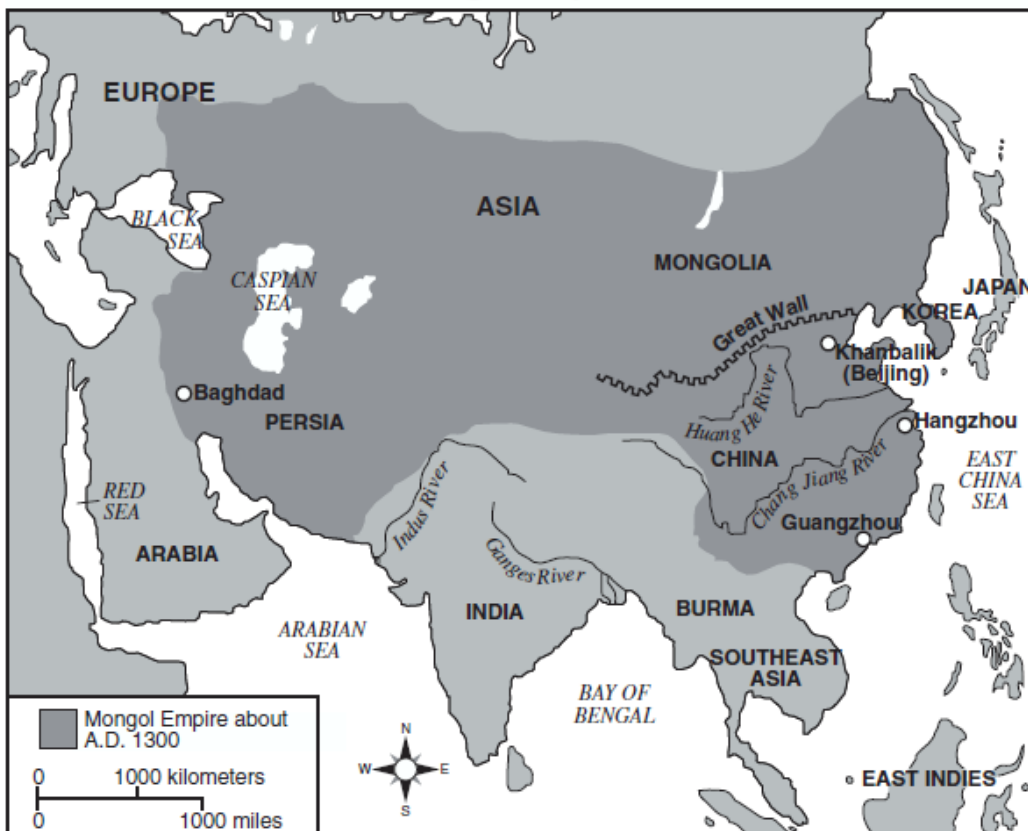 EUROPE
ASIA
BLACK
SEA
MONGOLIA
CASPIAN
SEA
JAPAN
KOREA
Great Wall
Khanbalik
(Beijing)
Baghdad
PERSIA
Huang He River
Hangzhou
CHINA
EAST
CHINA
SEA
Chang Jiang River
RED
SEA
Indus River
Guangzhou
ARABIA
Ganges River
INDIA
BURMA
ARABIAN
SEA
SOUTHEAST
ASIA
BAY OF
BENGAL
Mongol Empire about
A.D. 1300
N
W
E
S
0 1000 kilometers
0 1000 miles
EAST INDIES